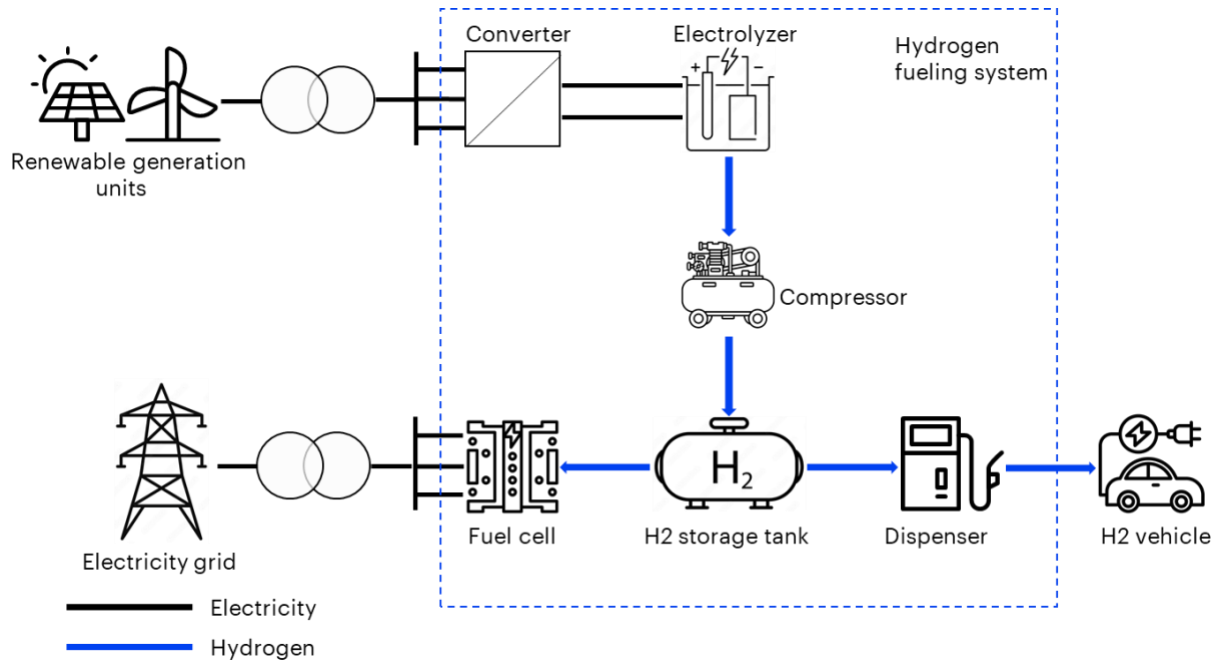 Converter
Electrolyzer
+ −
Hydrogen
fueling system
Renewable generation
units
Compressor
H₂
Fuel cell
H2 storage tank
Dispenser
H2 vehicle
Electricity grid
Electricity
Hydrogen